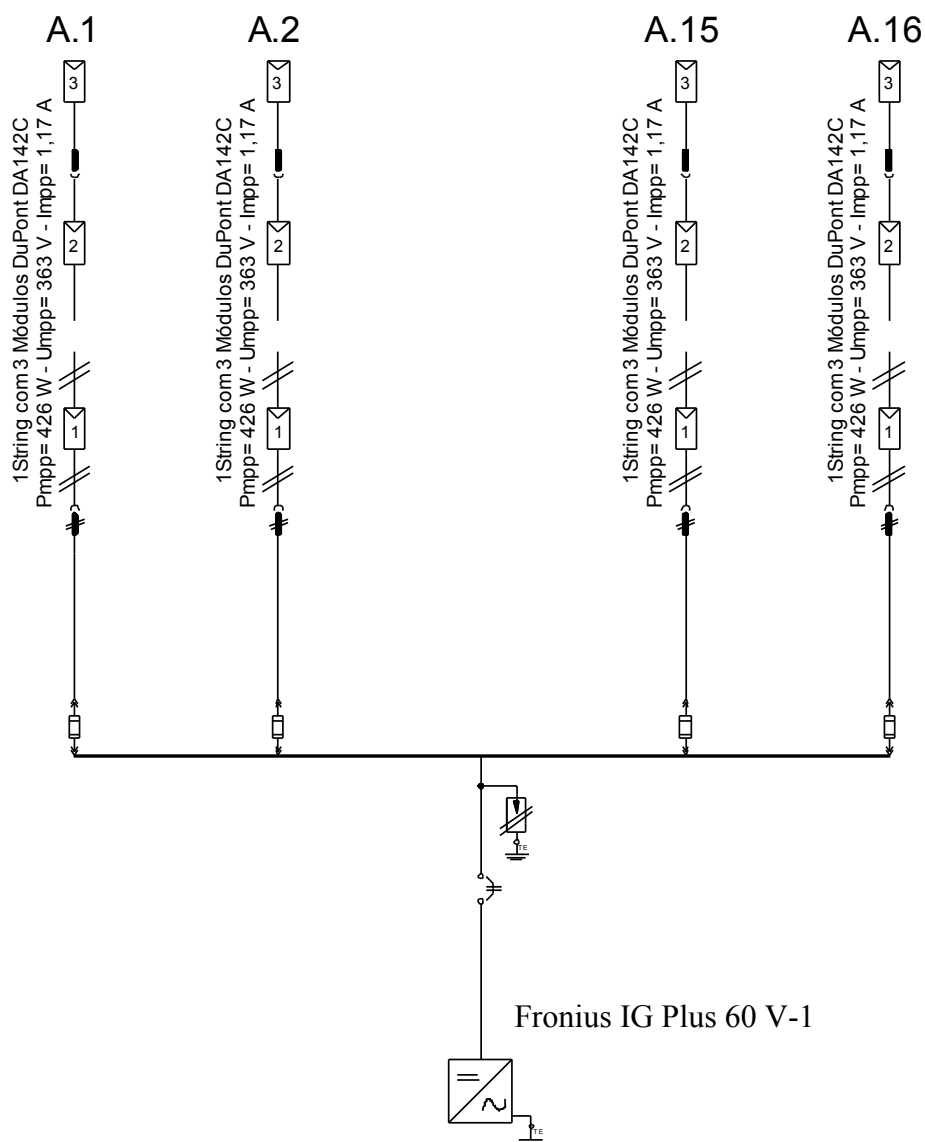 A.1
A.2
A.15
A.16
3
2
1
1String com 3 Módulos DuPont DA142C
Pmpp= 426 W - Umpp= 363 V - Impp= 1,17 A
3
2
1
1String com 3 Módulos DuPont DA142C
Pmpp= 426 W - Umpp= 363 V - Impp= 1,17 A
3
2
1
1String com 3 Módulos DuPont DA142C
Pmpp= 426 W - Umpp= 363 V - Impp= 1,17 A
3
2
1
1String com 3 Módulos DuPont DA142C
Pmpp= 426 W - Umpp= 363 V - Impp= 1,17 A
TE
Fronius IG Plus 60 V-1
TE